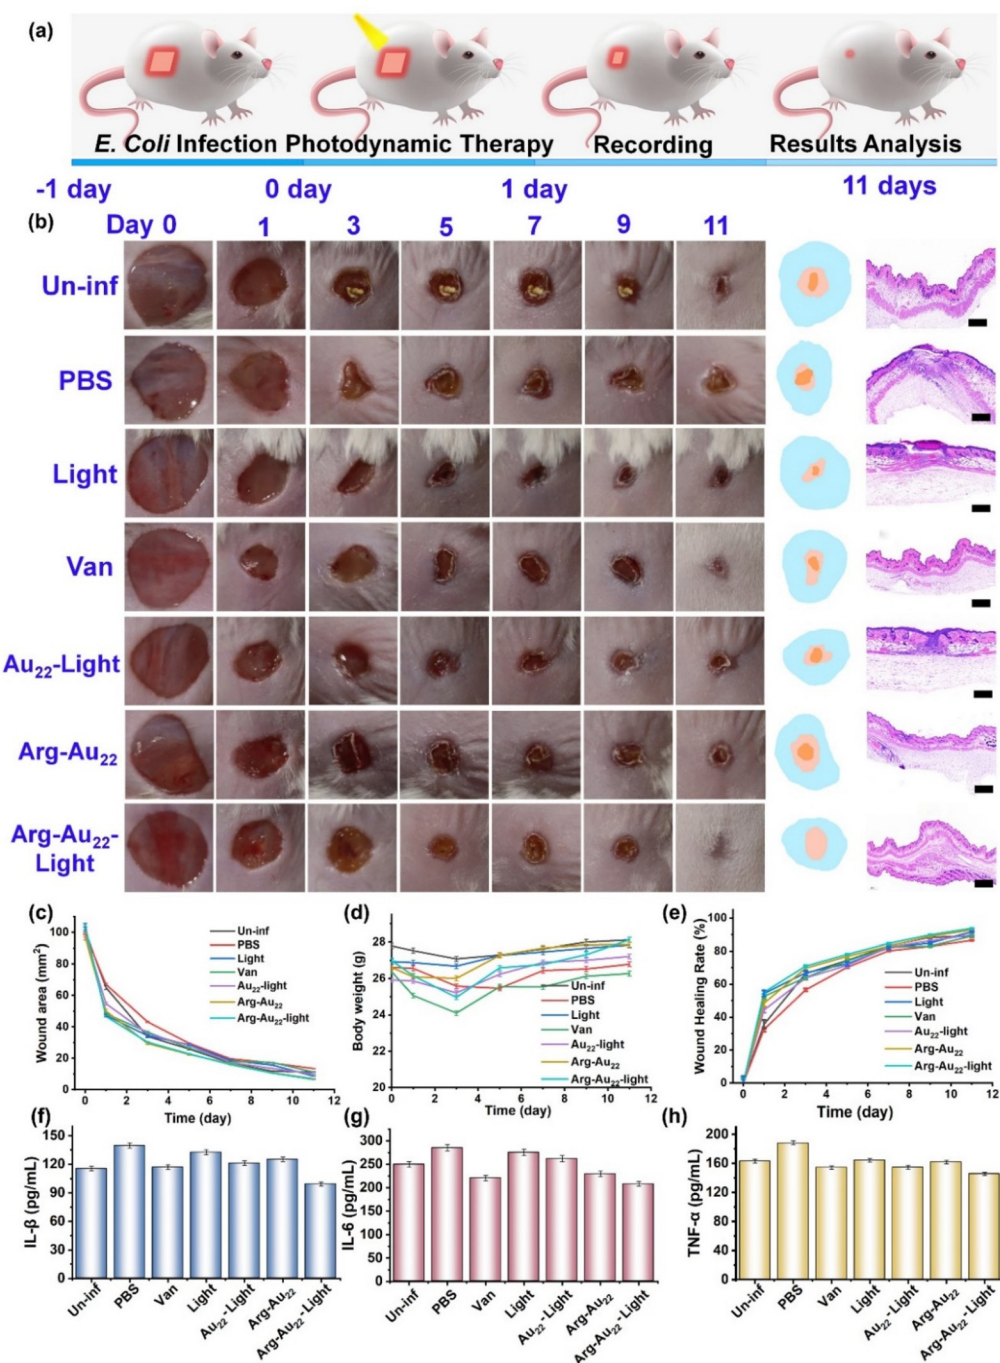 (a)
E. Coli Infection Photodynamic Therapy Recording Results Analysis
-1 day 0 day 1 day 11 days
(b) Day 0 1 3 5 7 9 11
Un-inf
PBS
Light
Van
Au₂₂-Light
Arg-Au₂₂
Arg-Au₂₂-
Light
(c)
Wound area (mm²)
100
80
60
40
20
0
Un-inf
PBS
Light
Van
Au₂₂-light
Arg-Au₂₂
Arg-Au₂₂-light
0 2 4 6 8 10 12
Time (day)
(d)
Body weight (g)
28
26
24
22
20
Un-inf
PBS
Light
Van
Au₂₂-light
Arg-Au₂₂
Arg-Au₂₂-light
0 2 4 6 8 10 12
Time (day)
(e)
Wound Healing Rate (%)
100
80
60
40
20
0
Un-inf
PBS
Light
Van
Au₂₂-light
Arg-Au₂₂
Arg-Au₂₂-light
0 2 4 6 8 10 12
Time (day)
(f)
IL-β (pg/mL)
150
120
90
60
30
0
Un-inf PBS Van Light Au₂₂-Light Arg-Au₂₂ Arg-Au₂₂-Light
(g)
IL-6 (pg/mL)
300
250
200
150
100
50
0
Un-inf PBS Van Light Au₂₂-Light Arg-Au₂₂ Arg-Au₂₂-Light
(h)
TNF-α (pg/mL)
200
160
120
80
40
0
Un-inf PBS Van Light Au₂₂-Light Arg-Au₂₂ Arg-Au₂₂-Light